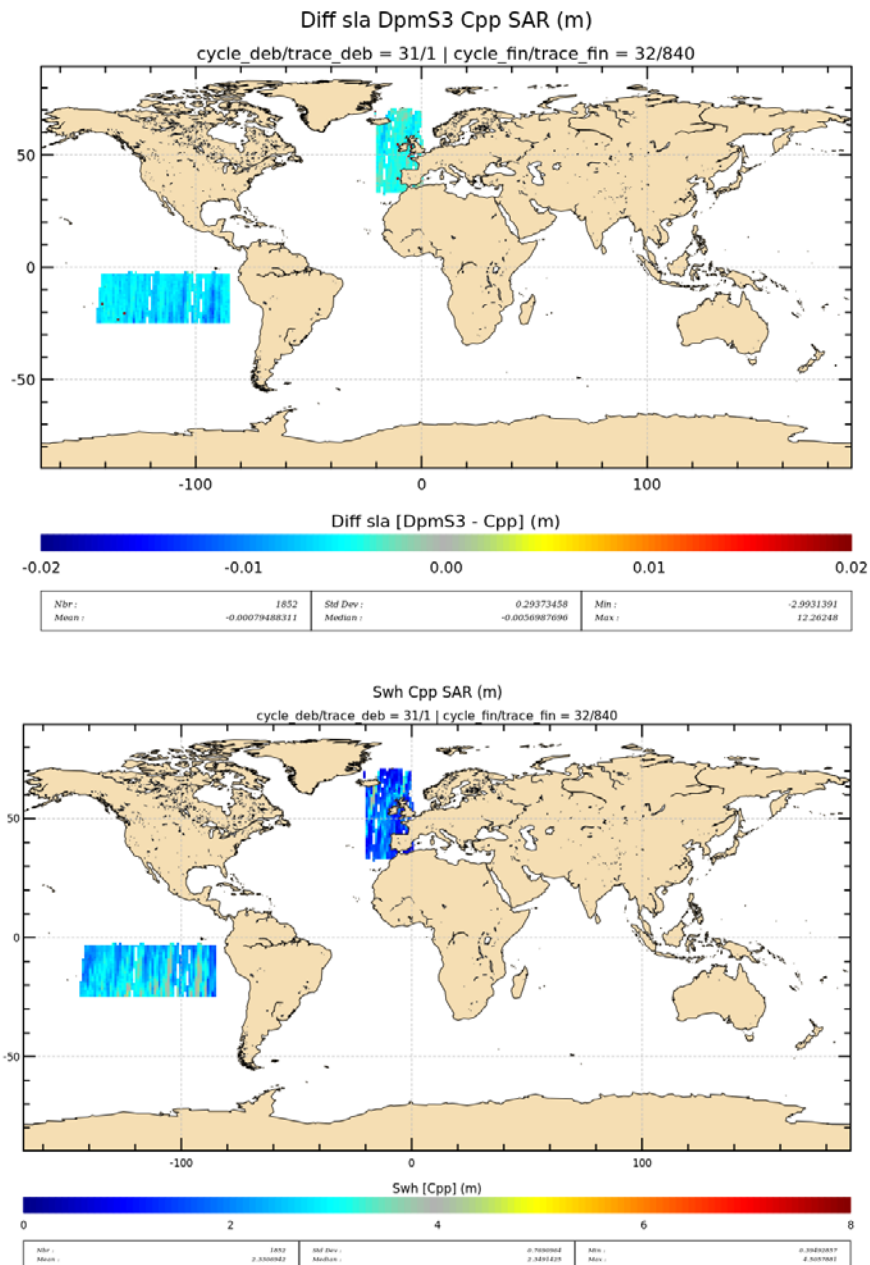 Diff sla DpmS3 Cpp SAR (m)
cycle_deb/trace_deb = 31/1 | cycle_fin/trace_fin = 32/840
50
0
-50
-100 0 100
Diff sla [DpmS3 - Cpp] (m)
-0.02 -0.01 0.00 0.01 0.02
Nbr : 1852 Std Dev : 0.29373458 Min : -2.9931391
Mean : -0.00079488311 Median : -0.0056987696 Max : 12.26248
Swh Cpp SAR (m)
cycle_deb/trace_deb = 31/1 | cycle_fin/trace_fin = 32/840
50
0
-50
-100 0 100
Swh [Cpp] (m)
0 2 4 6 8
Nbr : 1852 Std Dev : Min :
Mean : Median : Max :